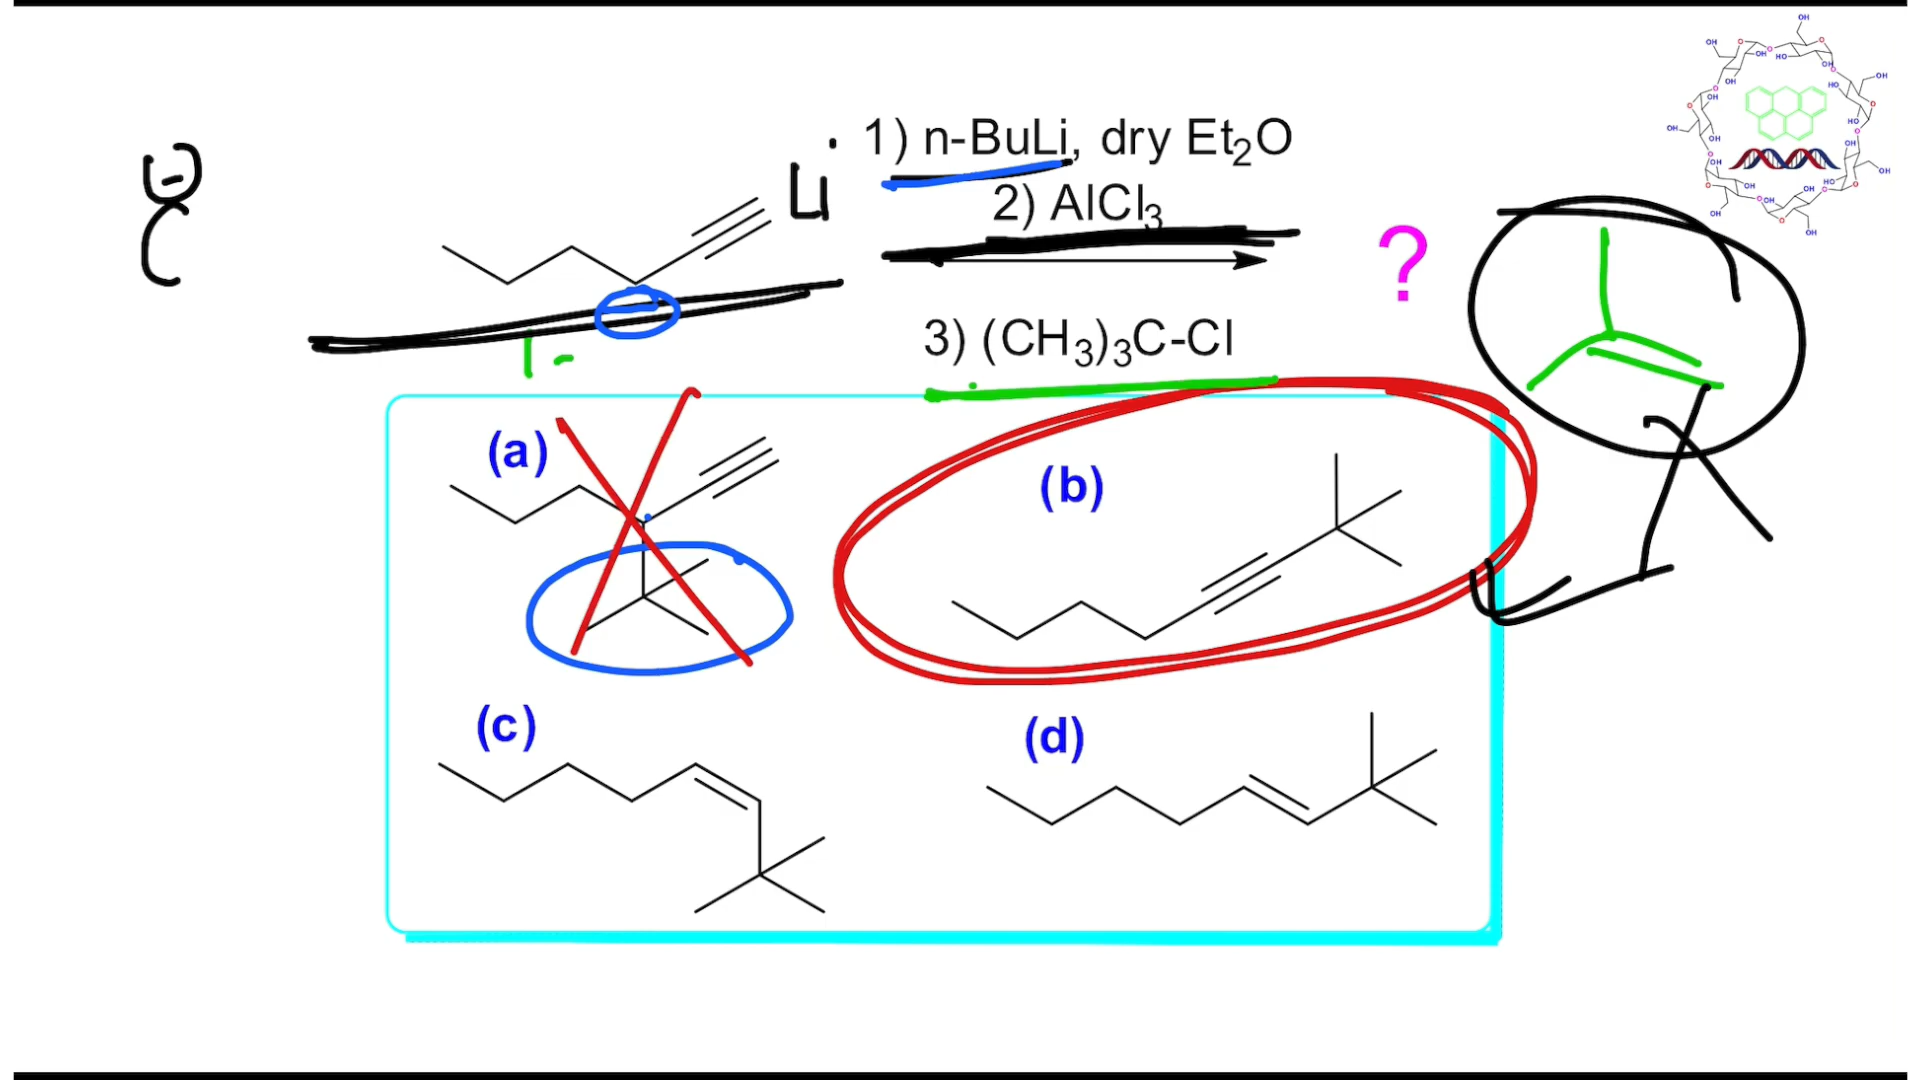 1) n-BuLi, dry Et₂O
Li
2) AlCl₃
?
3) (CH₃)₃C-Cl
(a)
(b)
(c)
(d)